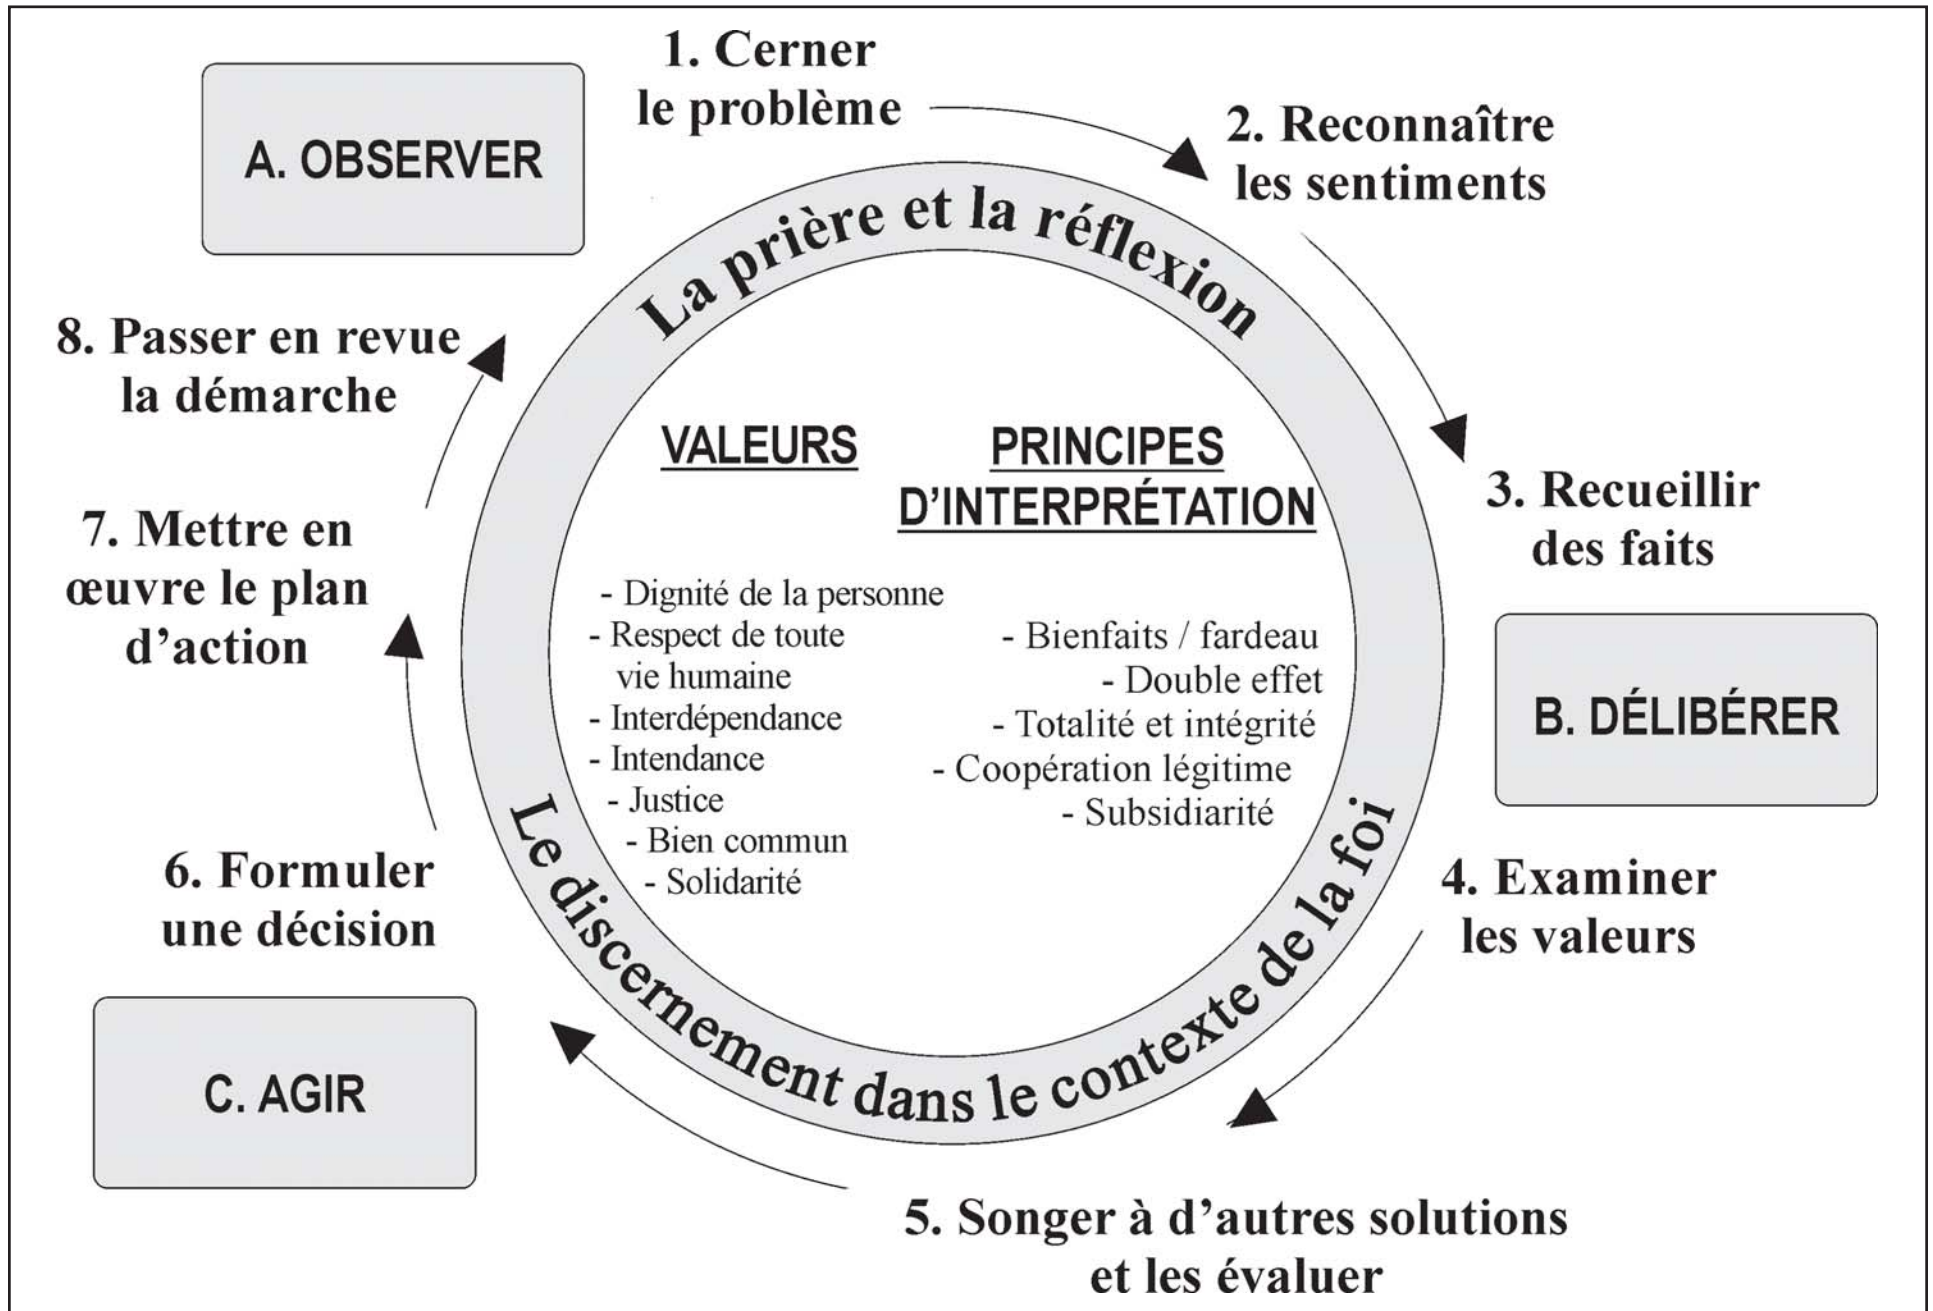 A. OBSERVER
1. Cerner
le problème
2. Reconnaître
les sentiments
3. Recueillir
des faits
B. DÉLIBÉRER
4. Examiner
les valeurs
5. Songer à d’autres solutions
et les évaluer
C. AGIR
6. Formuler
une décision
7. Mettre en
œuvre le plan
d’action
8. Passer en revue
la démarche
La prière et la réflexion
VALEURS
- Dignité de la personne
- Respect de toute
vie humaine
- Interdépendance
- Intendance
- Justice
- Bien commun
- Solidarité
PRINCIPES
D’INTERPRÉTATION
- Bienfaits / fardeau
- Double effet
- Totalité et intégrité
- Coopération légitime
- Subsidiarité
Le discernement dans le contexte de la foi